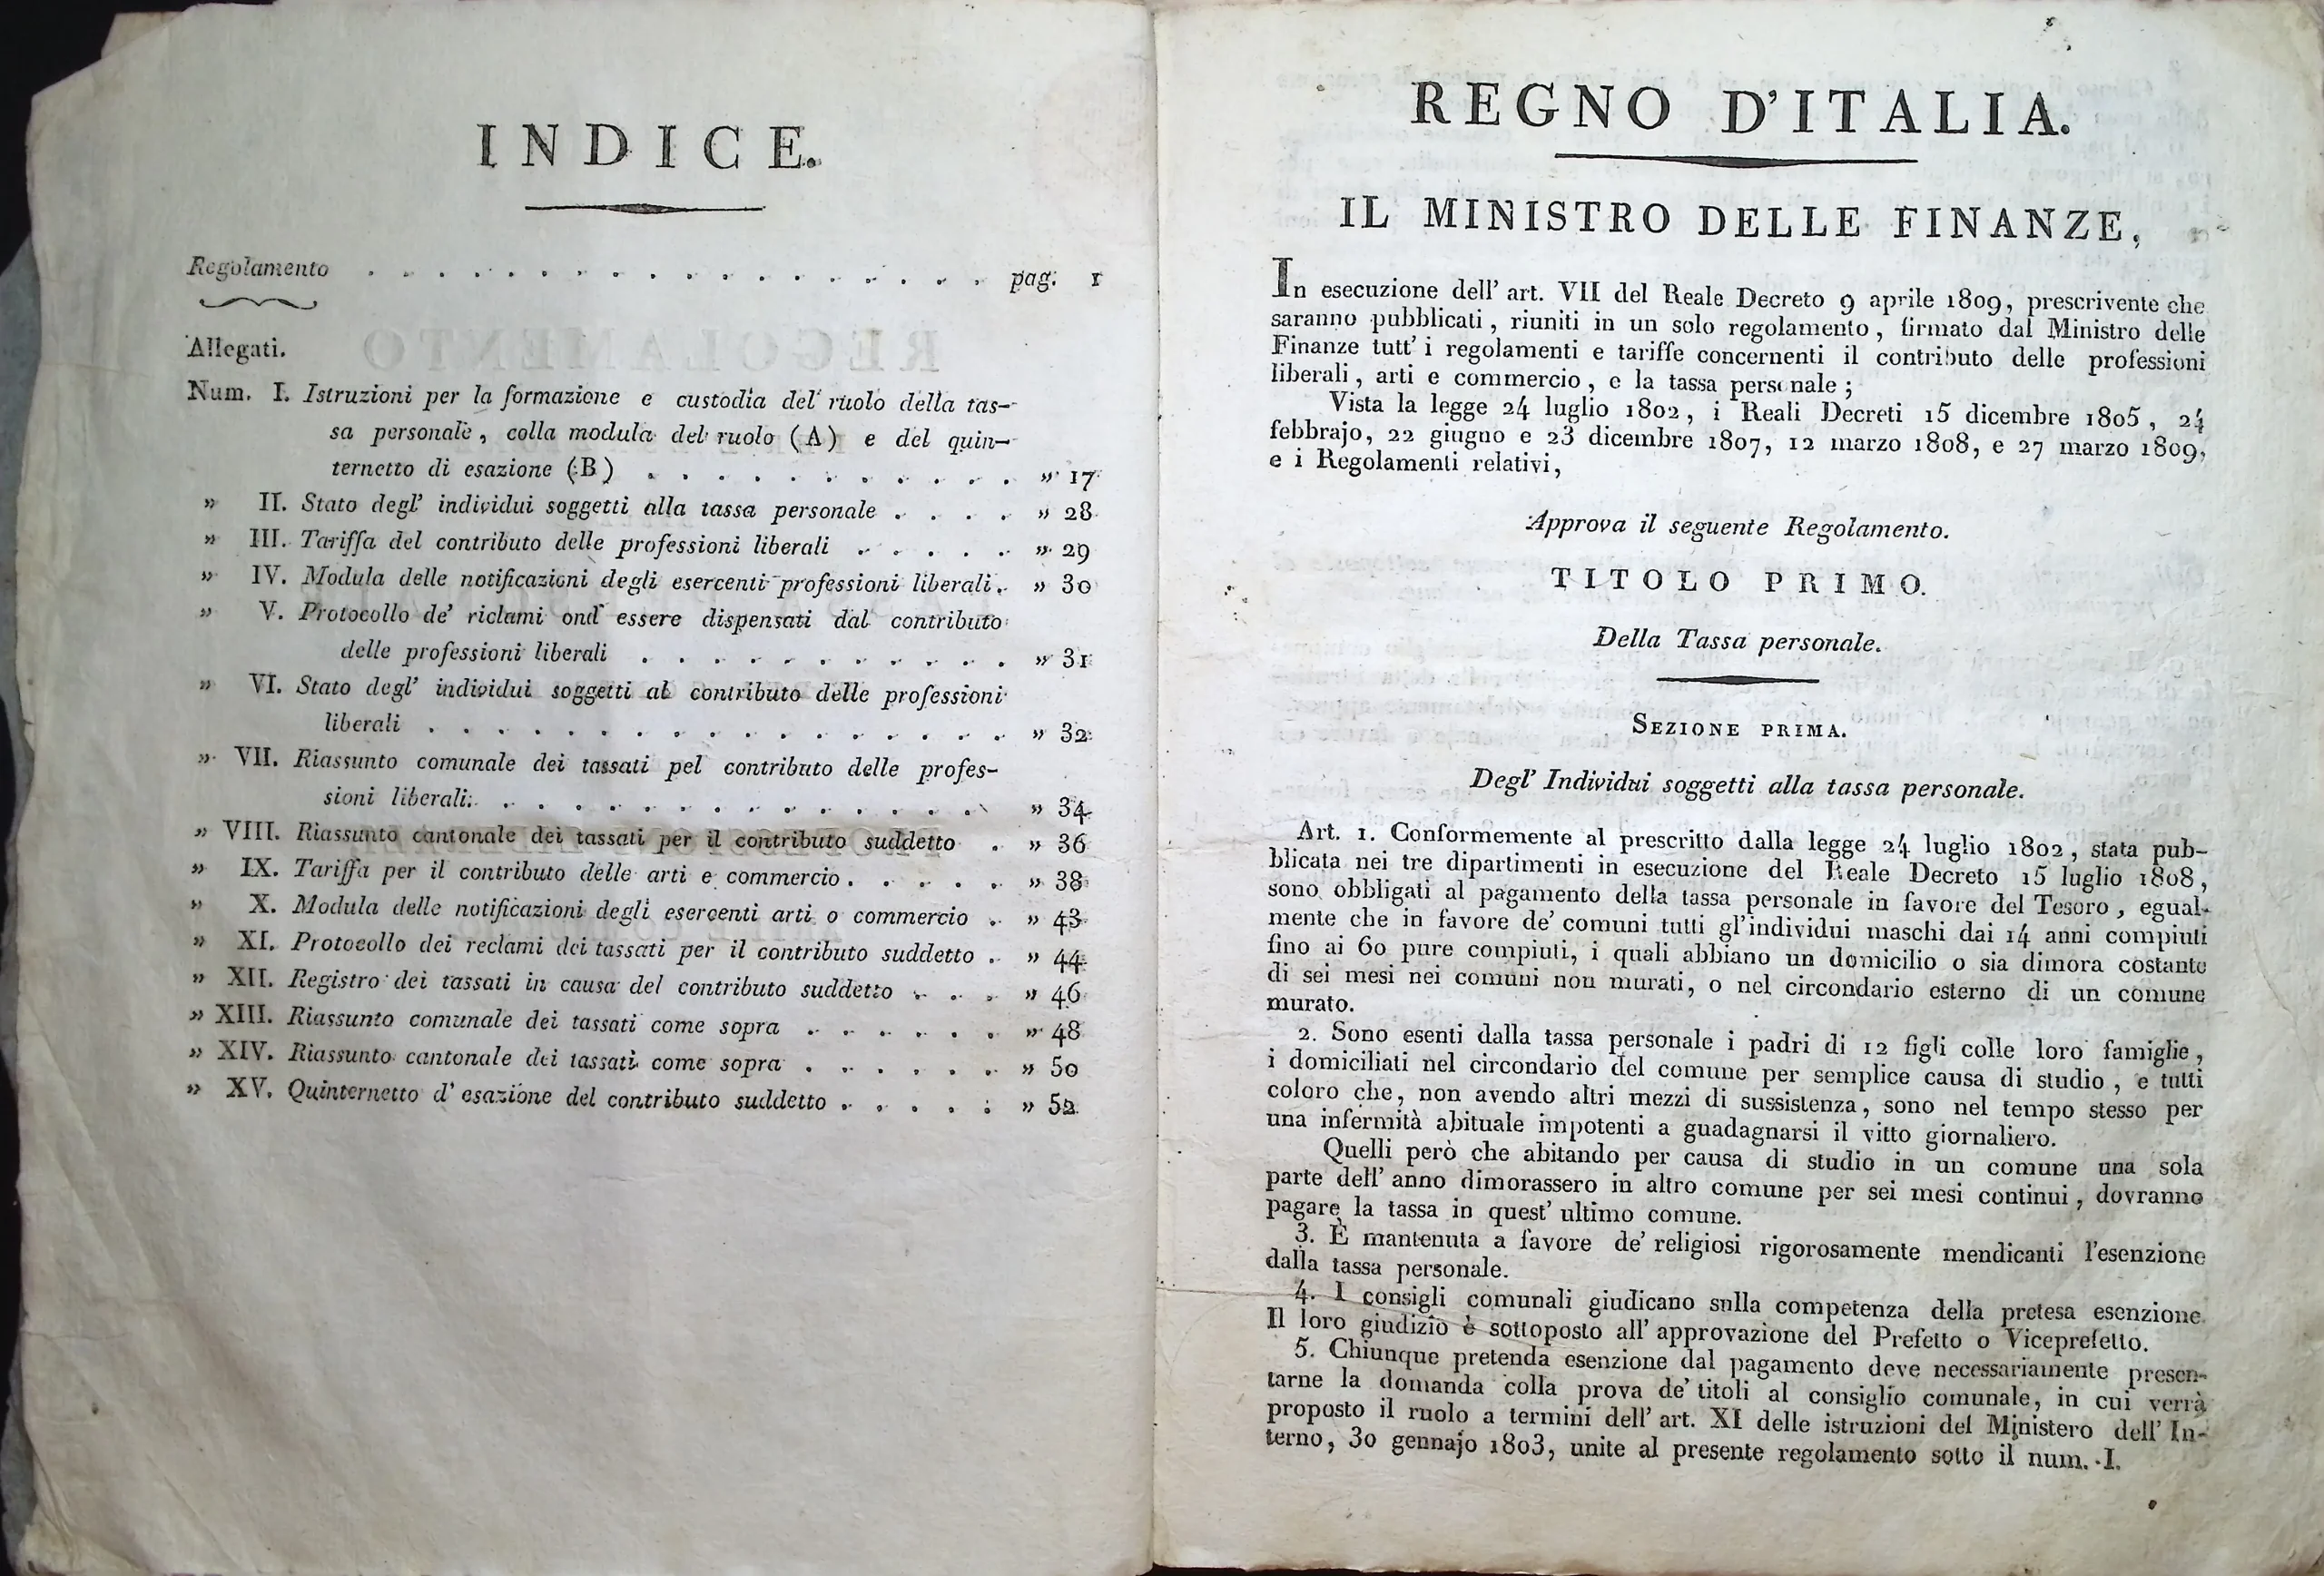 INDICE.
Regolamento . . . . . . . . . . . . . . . . . . pag. 1
Allegati.
Num. I. Istruzioni per la formazione e custodia del ruolo della tas-
sa personale, colla modula del ruolo (A) e del quin-
ternetto di esazione (B) . . . . . . . . . . . » 17
» II. Stato degl' individui soggetti alla tassa personale . . . . » 28
» III. Tariffa del contributo delle professioni liberali . . . . . » 29
» IV. Modula delle notificazioni degli esercenti professioni liberali. » 30
» V. Protocollo de' riclami ond' essere dispensati dal contributo
delle professioni liberali . . . . . . . . . . . » 31
» VI. Stato degl' individui soggetti al contributo delle professioni
liberali . . . . . . . . . . . . . . . . . » 32
» VII. Riassunto comunale dei tassati pel contributo delle profes-
sioni liberali. . . . . . . . . . . . . . . » 34
» VIII. Riassunto cantonale dei tassati per il contributo suddetto . » 36
» IX. Tariffa per il contributo delle arti e commercio . . . . . » 38
» X. Modula delle notificazioni degli esercenti arti o commercio . » 43
» XI. Protocollo dei reclami dei tassati per il contributo suddetto . » 44
» XII. Registro dei tassati in causa del contributo suddetto . . . » 46
» XIII. Riassunto comunale dei tassati come sopra . . . . . . » 48
» XIV. Riassunto cantonale dei tassati come sopra . . . . . . » 50
» XV. Quinternetto d' esazione del contributo suddetto . . . . . » 52
REGNO D'ITALIA.
IL MINISTRO DELLE FINANZE,
In esecuzione dell' art. VII del Reale Decreto 9 aprile 1809, prescrivente che
saranno pubblicati, riuniti in un solo regolamento, firmato dal Ministro delle
Finanze tutt' i regolamenti e tariffe concernenti il contributo delle professioni
liberali, arti e commercio, e la tassa personale;
Vista la legge 24 luglio 1802, i Reali Decreti 15 dicembre 1805, 24
febbrajo, 22 giugno e 23 dicembre 1807, 12 marzo 1808, e 27 marzo 1809,
e i Regolamenti relativi,
Approva il seguente Regolamento.
TITOLO PRIMO.
Della Tassa personale.
SEZIONE PRIMA.
Degl' Individui soggetti alla tassa personale.
Art. 1. Conformemente al prescritto dalla legge 24 luglio 1802, stata pub-
blicata nei tre dipartimenti in esecuzione del Reale Decreto 15 luglio 1808,
sono obbligati al pagamento della tassa personale in favore del Tesoro, egual-
mente che in favore de' comuni tutti gl'individui maschi dai 14 anni compiuti
fino ai 60 pure compiuti, i quali abbiano un domicilio o sia dimora costante
di sei mesi nei comuni non murati, o nel circondario esterno di un comune
murato.
2. Sono esenti dalla tassa personale i padri di 12 figli colle loro famiglie,
i domiciliati nel circondario del comune per semplice causa di studio, e tutti
coloro che, non avendo altri mezzi di sussistenza, sono nel tempo stesso per
una infermità abituale impotenti a guadagnarsi il vitto giornaliero.
Quelli però che abitando per causa di studio in un comune una sola
parte dell' anno dimorassero in altro comune per sei mesi continui, dovranno
pagare la tassa in quest' ultimo comune.
3. È mantenuta a favore de' religiosi rigorosamente mendicanti l'esenzione
dalla tassa personale.
4. I consigli comunali giudicano sulla competenza della pretesa esenzione.
Il loro giudizio è sottoposto all' approvazione del Prefetto o Viceprefetto.
5. Chiunque pretenda esenzione dal pagamento deve necessariamente presen-
tarne la domanda colla prova de' titoli al consiglio comunale, in cui verrà
proposto il ruolo a termini dell' art. XI delle istruzioni del Ministero dell' In-
terno, 30 gennajo 1803, unite al presente regolamento sotto il num. I.